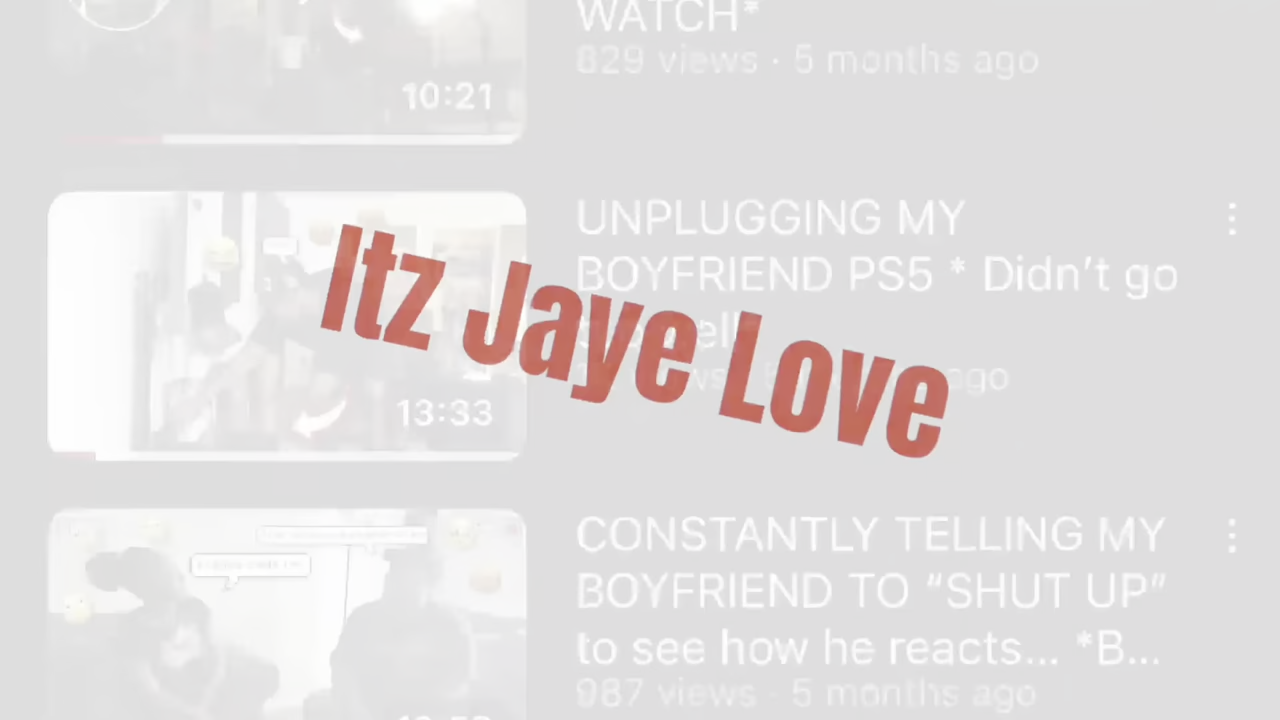 WATCH*
829 views · 5 months ago
10:21
UNPLUGGING MY
BOYFRIEND PS5 * Didn't go
ago
13:33
Itz Jaye Love
CONSTANTLY TELLING MY
BOYFRIEND TO “SHUT UP”
to see how he reacts... *B...
987 views · 5 months ago